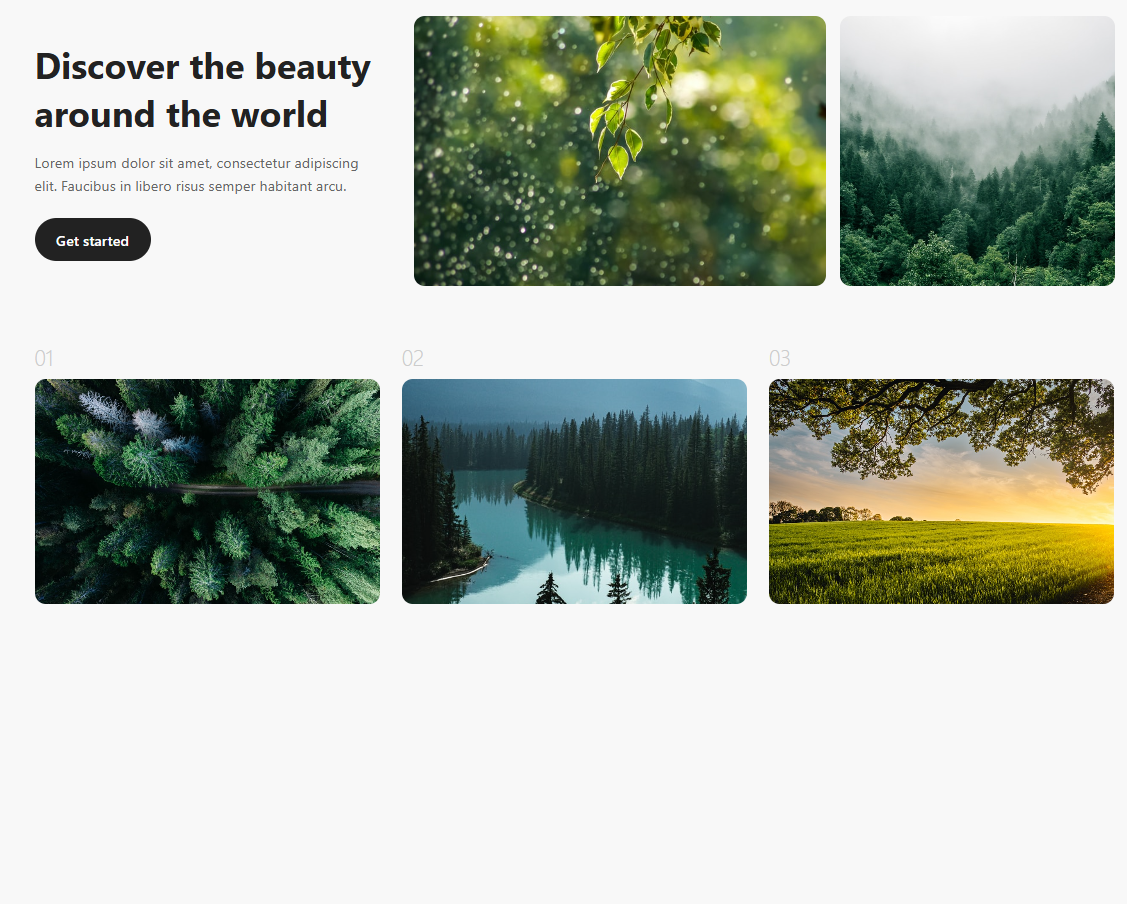 Discover the beauty
around the world
Lorem ipsum dolor sit amet, consectetur adipiscing
elit. Faucibus in libero risus semper habitant arcu.
Get started
01
02
03